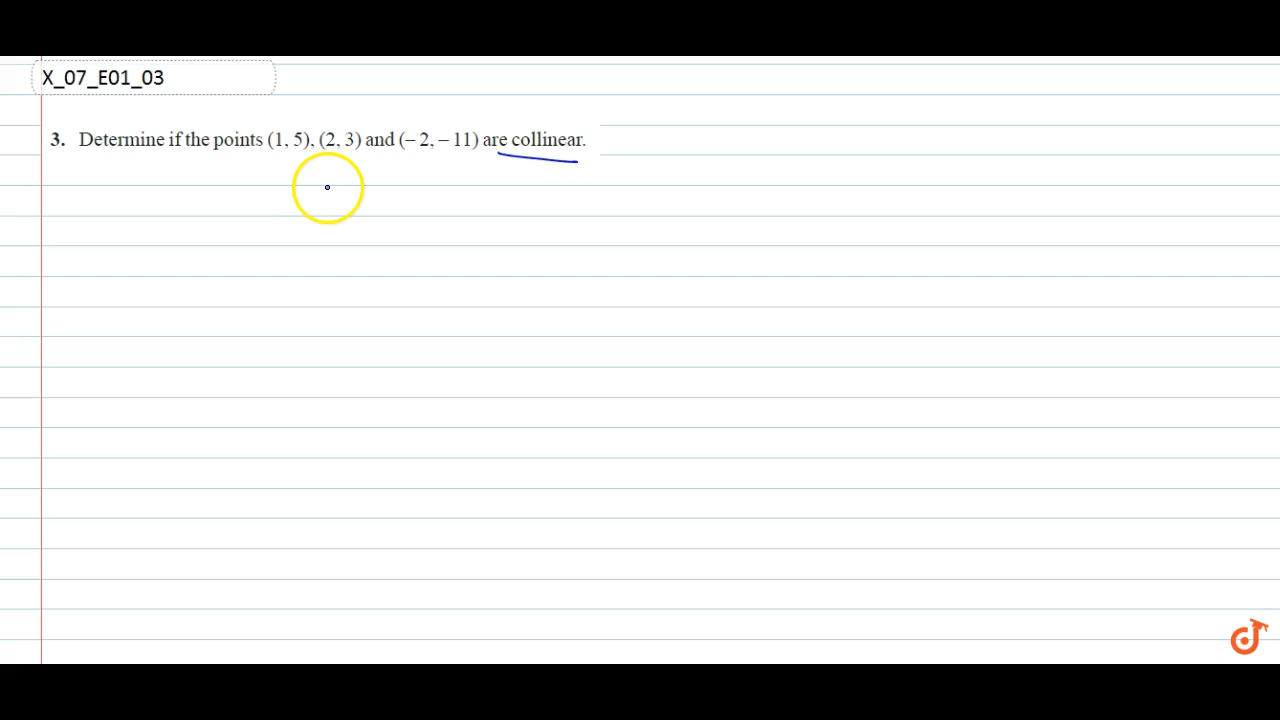 X_07_E01_03
3. Determine if the points (1, 5), (2, 3) and (– 2, – 11) are collinear.